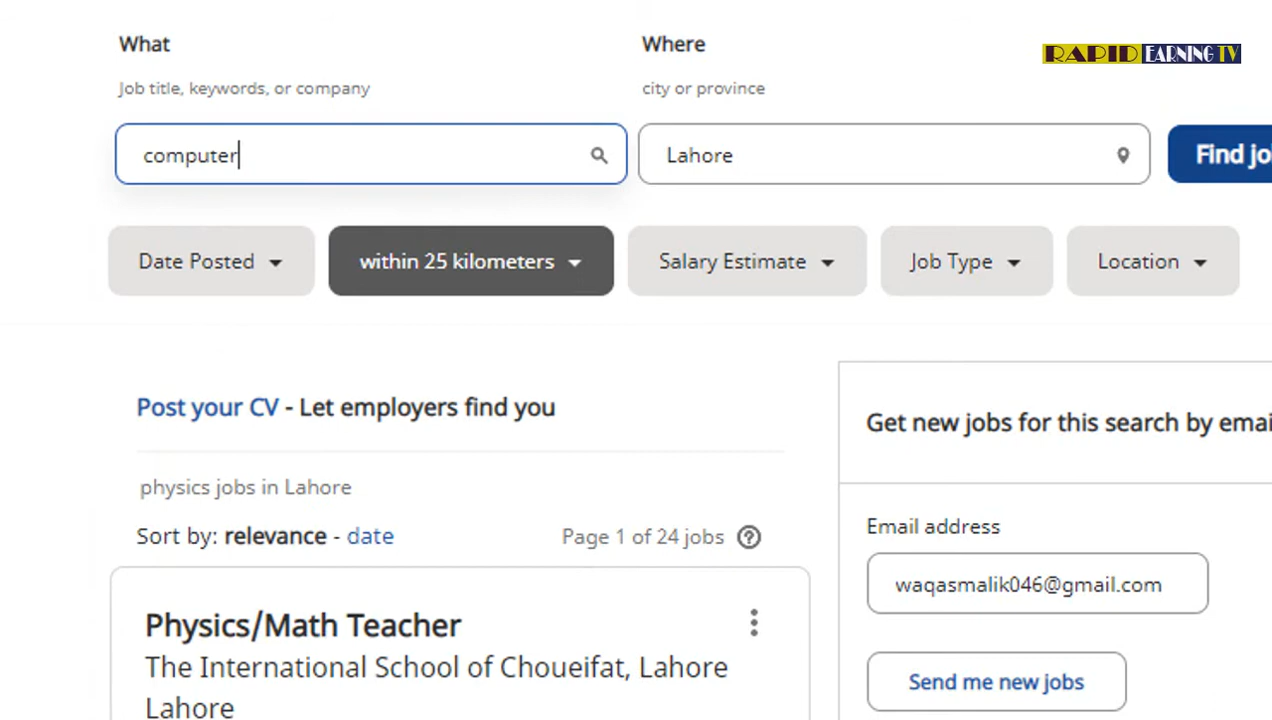 What
Where
RAPID EARNING TV
Job title, keywords, or company
city or province
computer
Lahore
Find jo
Date Posted
within 25 kilometers
Salary Estimate
Job Type
Location
Post your CV - Let employers find you
Get new jobs for this search by emai
physics jobs in Lahore
Sort by: relevance - date
Page 1 of 24 jobs ?
Email address
waqasmalik046@gmail.com
Physics/Math Teacher
The International School of Choueifat, Lahore
Lahore
Send me new jobs